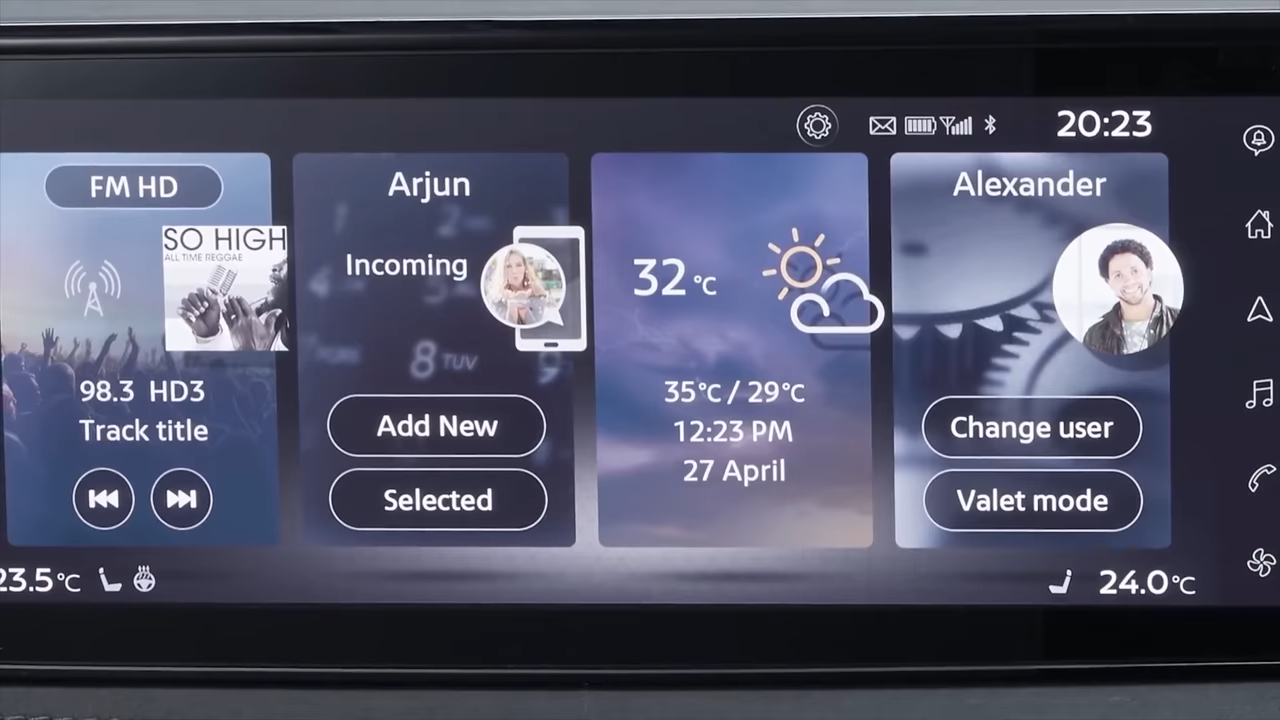 20:23
FM HD
SO HIGH
ALL TIME REGGAE
98.3 HD3
Track title
Arjun
Incoming
8 TUV
Add New
Selected
32 °C
35°C / 29°C
12:23 PM
27 April
Alexander
Change user
Valet mode
23.5°C
24.0°C